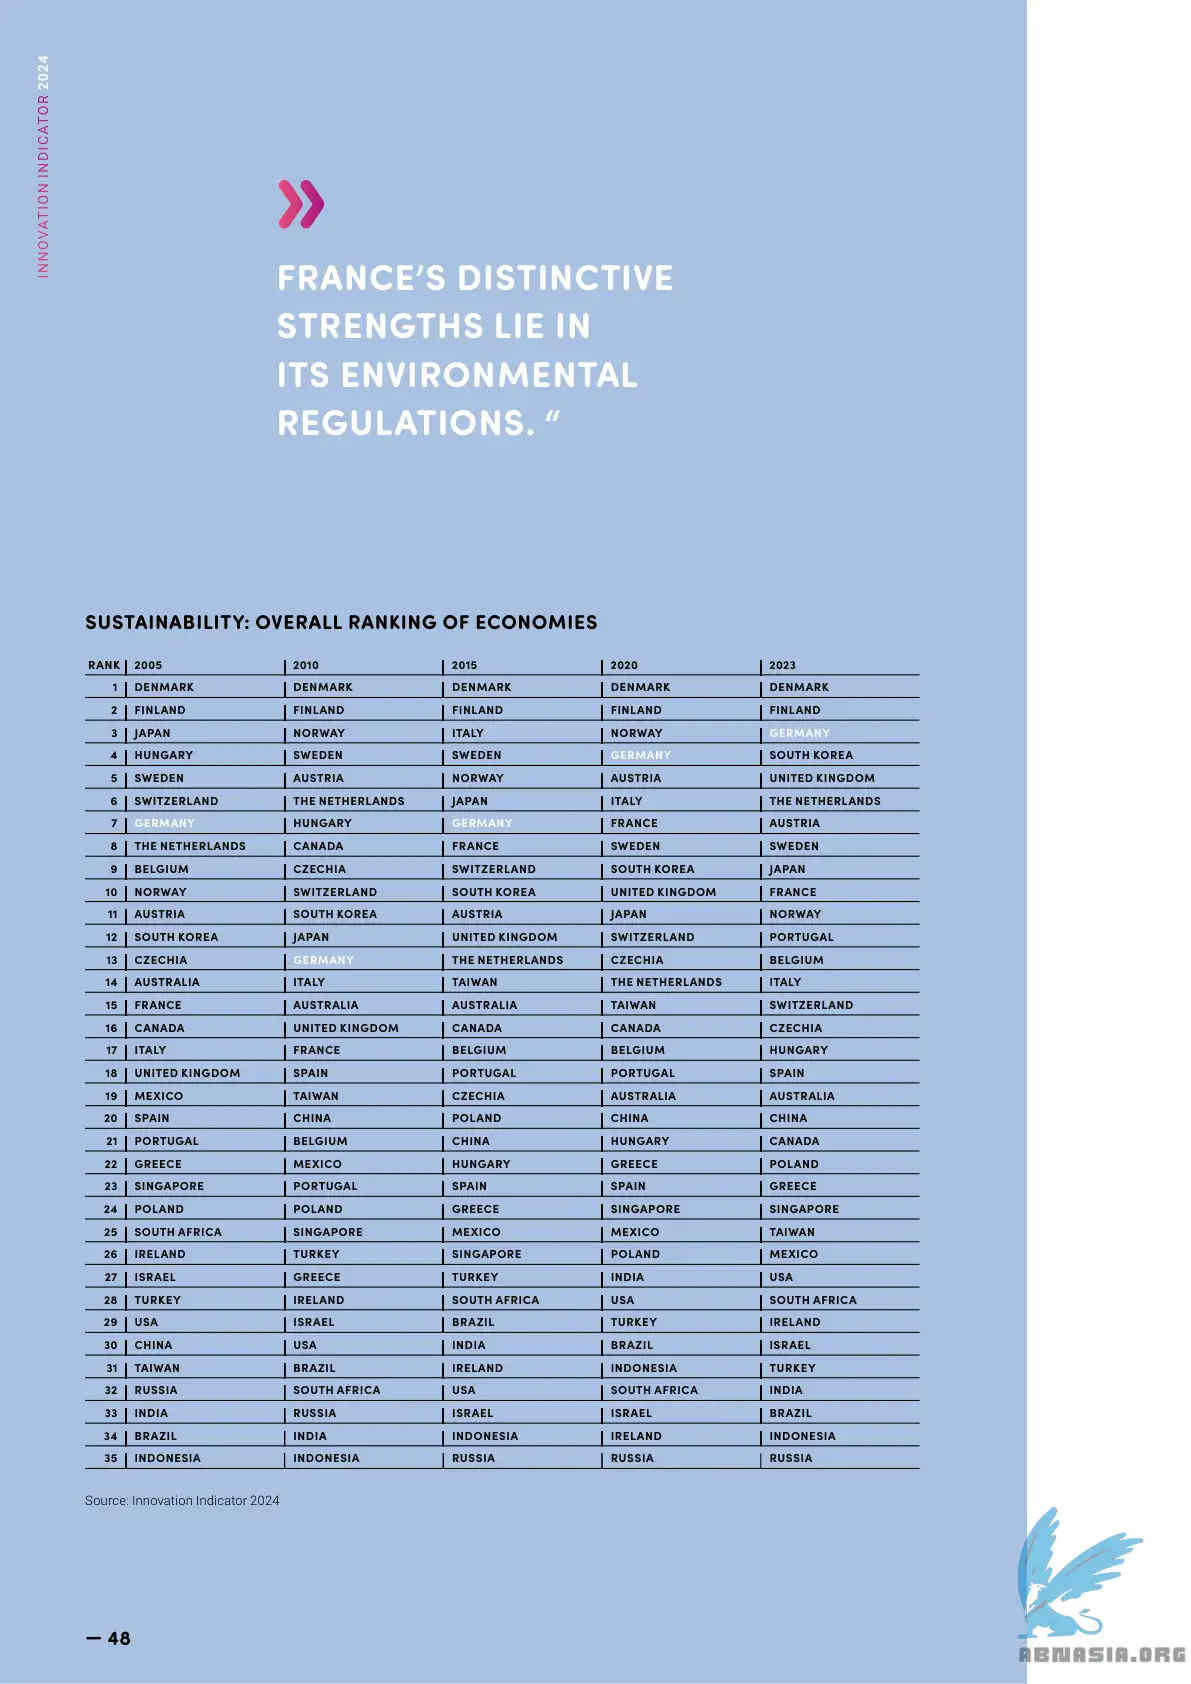 INNOVATION INDICATOR 2024
FRANCE’S DISTINCTIVE
STRENGTHS LIE IN
ITS ENVIRONMENTAL
REGULATIONS. “
SUSTAINABILITY: OVERALL RANKING OF ECONOMIES
RANK 2005 2010 2015 2020 2023
1 DENMARK DENMARK DENMARK DENMARK DENMARK
2 FINLAND FINLAND FINLAND FINLAND FINLAND
3 JAPAN NORWAY ITALY NORWAY GERMANY
4 HUNGARY SWEDEN SWEDEN GERMANY SOUTH KOREA
5 SWEDEN AUSTRIA NORWAY AUSTRIA UNITED KINGDOM
6 SWITZERLAND THE NETHERLANDS JAPAN ITALY THE NETHERLANDS
7 GERMANY HUNGARY GERMANY FRANCE AUSTRIA
8 THE NETHERLANDS CANADA FRANCE SWEDEN SWEDEN
9 BELGIUM CZECHIA SWITZERLAND SOUTH KOREA JAPAN
10 NORWAY SWITZERLAND SOUTH KOREA UNITED KINGDOM FRANCE
11 AUSTRIA SOUTH KOREA AUSTRIA JAPAN NORWAY
12 SOUTH KOREA JAPAN UNITED KINGDOM SWITZERLAND PORTUGAL
13 CZECHIA GERMANY THE NETHERLANDS CZECHIA BELGIUM
14 AUSTRALIA ITALY TAIWAN THE NETHERLANDS ITALY
15 FRANCE AUSTRALIA AUSTRALIA TAIWAN SWITZERLAND
16 CANADA UNITED KINGDOM CANADA CANADA CZECHIA
17 ITALY FRANCE BELGIUM BELGIUM HUNGARY
18 UNITED KINGDOM SPAIN PORTUGAL PORTUGAL SPAIN
19 MEXICO TAIWAN CZECHIA AUSTRALIA AUSTRALIA
20 SPAIN CHINA POLAND CHINA CHINA
21 PORTUGAL BELGIUM CHINA HUNGARY CANADA
22 GREECE MEXICO HUNGARY GREECE POLAND
23 SINGAPORE PORTUGAL SPAIN SPAIN GREECE
24 POLAND POLAND GREECE SINGAPORE SINGAPORE
25 SOUTH AFRICA SINGAPORE MEXICO MEXICO TAIWAN
26 IRELAND TURKEY SINGAPORE POLAND MEXICO
27 ISRAEL GREECE TURKEY INDIA USA
28 TURKEY IRELAND SOUTH AFRICA USA SOUTH AFRICA
29 USA ISRAEL BRAZIL TURKEY IRELAND
30 CHINA USA INDIA BRAZIL ISRAEL
31 TAIWAN BRAZIL IRELAND INDONESIA TURKEY
32 RUSSIA SOUTH AFRICA USA SOUTH AFRICA INDIA
33 INDIA RUSSIA ISRAEL ISRAEL BRAZIL
34 BRAZIL INDIA INDONESIA IRELAND INDONESIA
35 INDONESIA INDONESIA RUSSIA RUSSIA RUSSIA
Source: Innovation Indicator 2024
— 48
ABNASIA.ORG